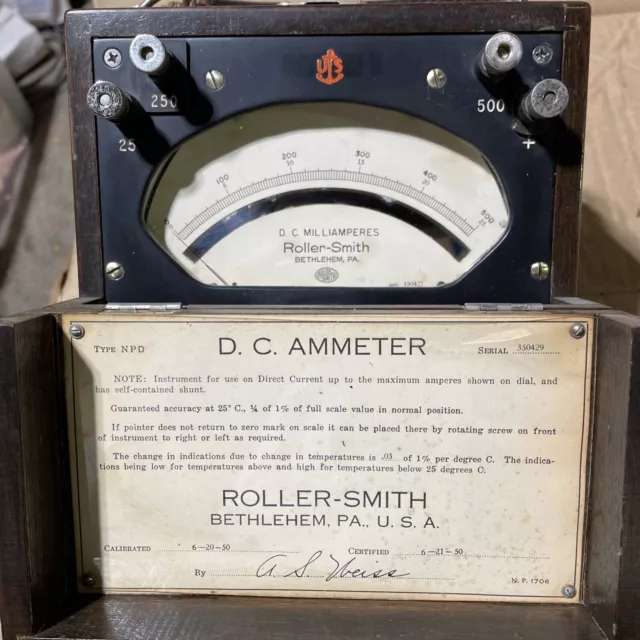 250
500
25
+
0 100 200 300 400 500
10 15 20 25
D. C. MILLIAMPERES
Roller-Smith
BETHLEHEM, PA.
TYPE NPD D. C. AMMETER SERIAL 350429
NOTE: Instrument for use on Direct Current up to the maximum amperes shown on dial, and
has self-contained shunt.
Guaranteed accuracy at 25° C., ¼ of 1% of full scale value in normal position.
If pointer does not return to zero mark on scale it can be placed there by rotating screw on front
of instrument to right or left as required.
The change in indications due to change in temperatures is .03 of 1% per degree C. The indica-
tions being low for temperatures above and high for temperatures below 25 degrees C.
ROLLER-SMITH
BETHLEHEM, PA., U. S. A.
CALIBRATED 6-20-50 CERTIFIED 6-21-50
By A. S. Weiss
N. P. 1706